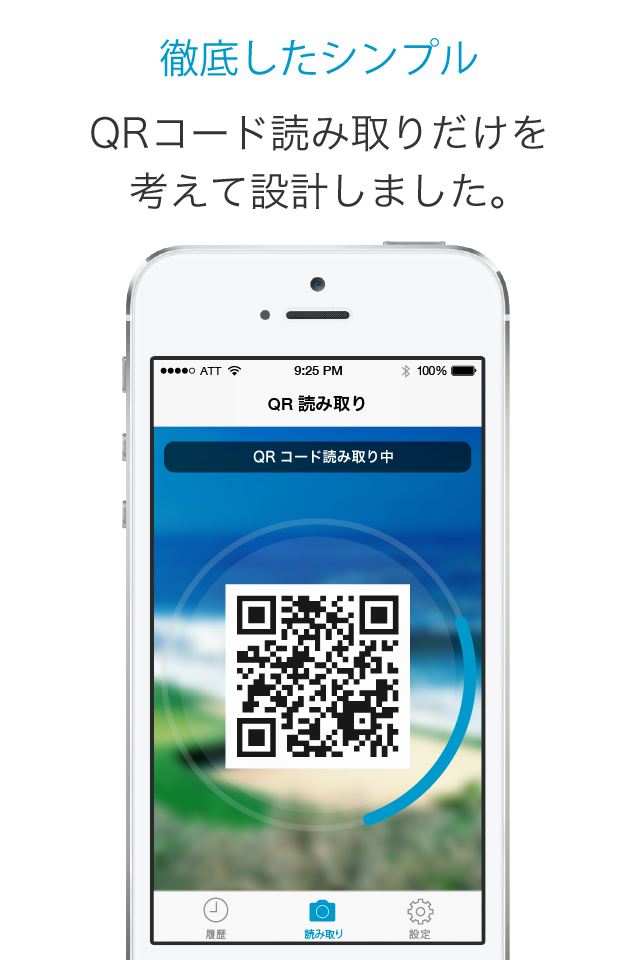 徹底したシンプル
QRコード読み取りだけを
考えて設計しました。
ATT 9:25 PM 100%
QR 読み取り
QR コード読み取り中
履歴 読み取り 設定